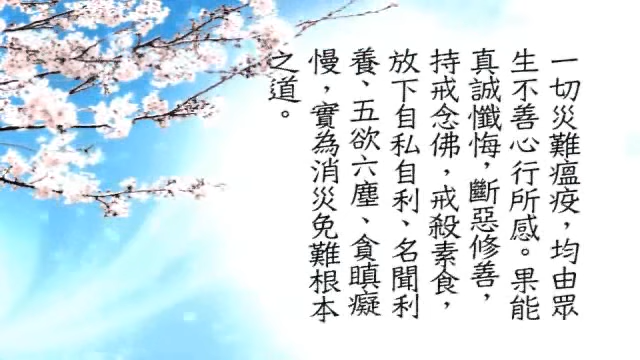 一切災難瘟疫，均由眾
生不善心行所感。果能
真誠懺悔，斷惡修善，
持戒念佛，戒殺素食，
放下自私自利、名聞利
養、五欲六塵、貪瞋癡
慢，實為消災免難根本
之道。